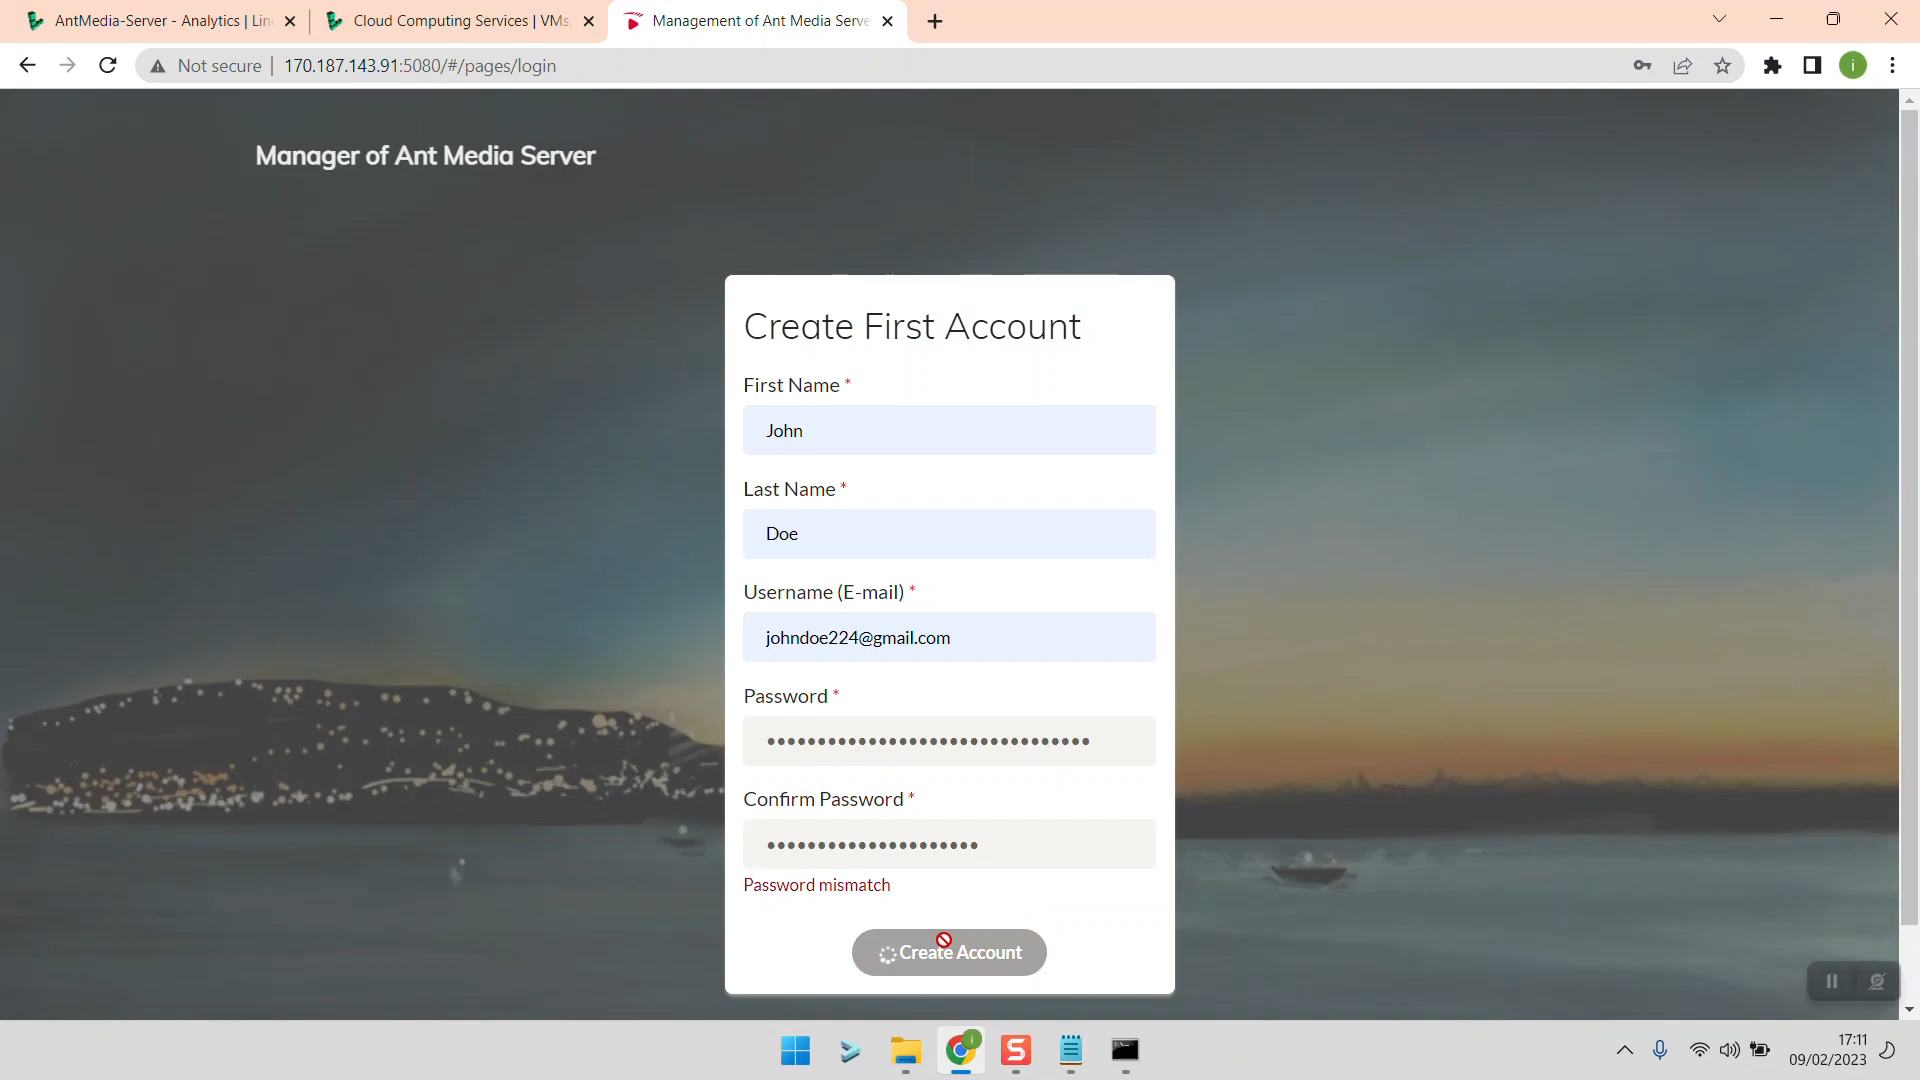 AntMedia-Server - Analytics | Lin
Cloud Computing Services | VMs,
Management of Ant Media Serve
Not secure
170.187.143.91:5080/#/pages/login
i
Manager of Ant Media Server
Create First Account
First Name *
John
Last Name *
Doe
Username (E-mail) *
johndoe224@gmail.com
Password *
••••••••••••••••••••••••••••••••
Confirm Password *
•••••••••••••••••••••
Password mismatch
Create Account
i
S
17:11
09/02/2023